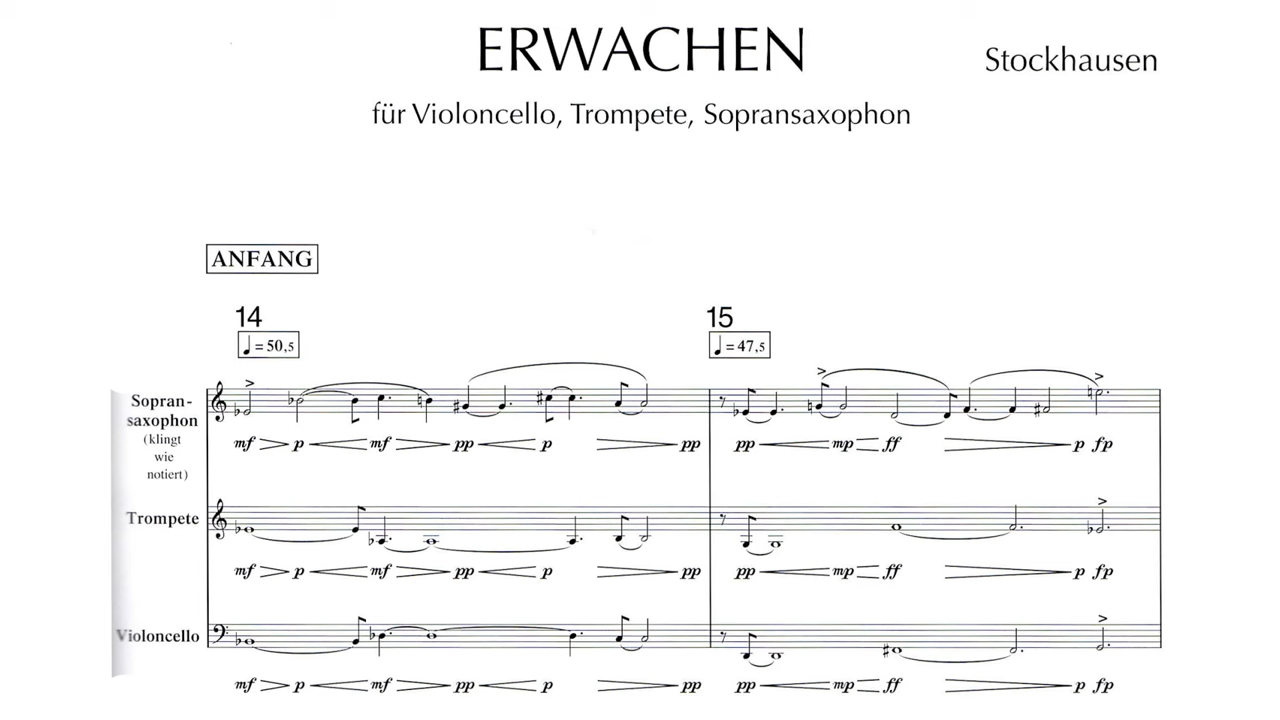 ERWACHEN
Stockhausen
für Violoncello, Trompete, Sopransaxophon
ANFANG
14
15
♩ = 50,5
♩ = 47,5
Sopran-
saxophon
(klingt
wie
notiert)
mf p mf pp p pp pp mp ff p fp
Trompete
mf p mf pp p pp pp mp ff p fp
Violoncello
mf p mf pp p pp pp mp ff p fp